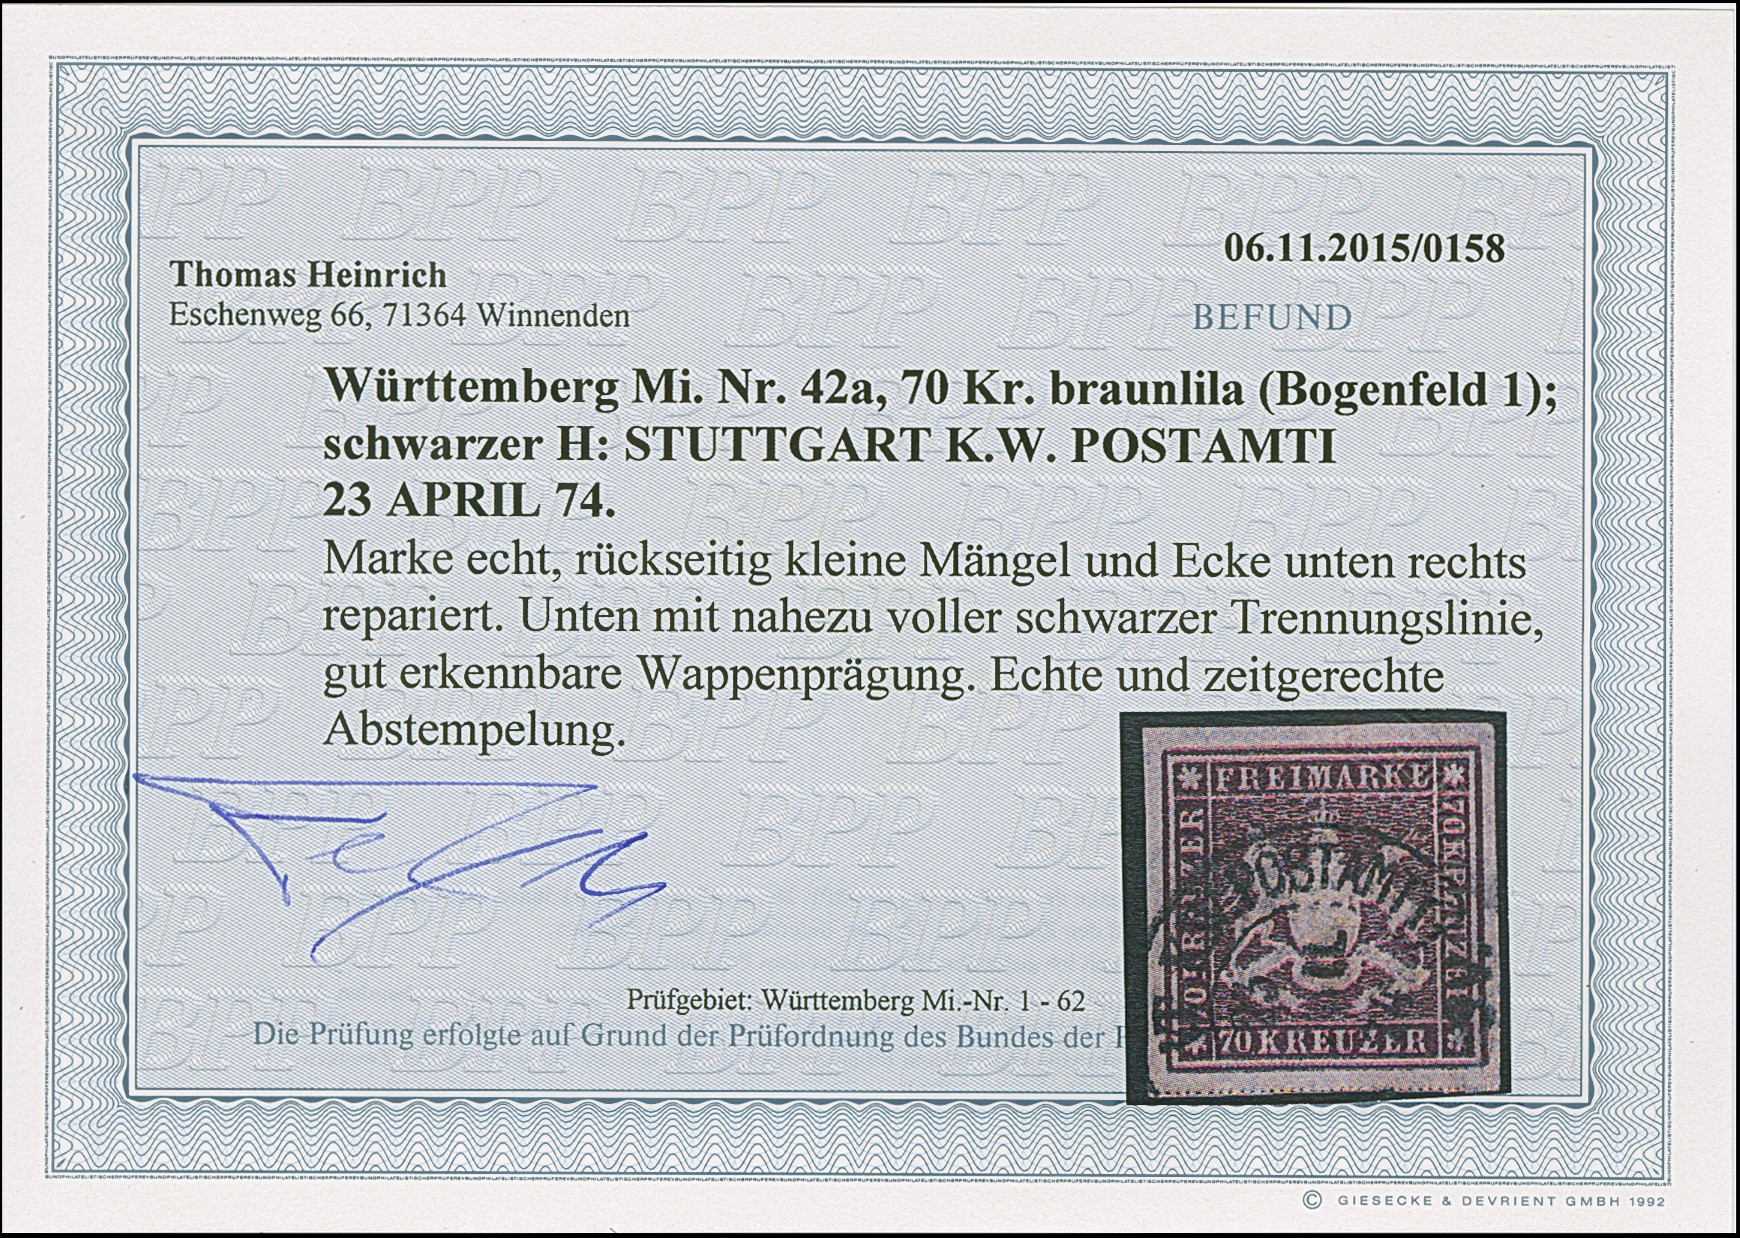 06.11.2015/0158
Thomas Heinrich
Eschenweg 66, 71364 Winnenden
BEFUND
Württemberg Mi. Nr. 42a, 70 Kr. braunlila (Bogenfeld 1);
schwarzer H: STUTTGART K.W. POSTAMTI
23 APRIL 74.
Marke echt, rückseitig kleine Mängel und Ecke unten rechts
repariert. Unten mit nahezu voller schwarzer Trennungslinie,
gut erkennbare Wappenprägung. Echte und zeitgerechte
Abstempelung.
FREIMARKE
POSTAMT
70 KREUZER
Prüfgebiet: Württemberg Mi.-Nr. 1 - 62
Die Prüfung erfolgte auf Grund der Prüfordnung des Bundes der
© GIESECKE & DEVRIENT GMBH 1992
BPP